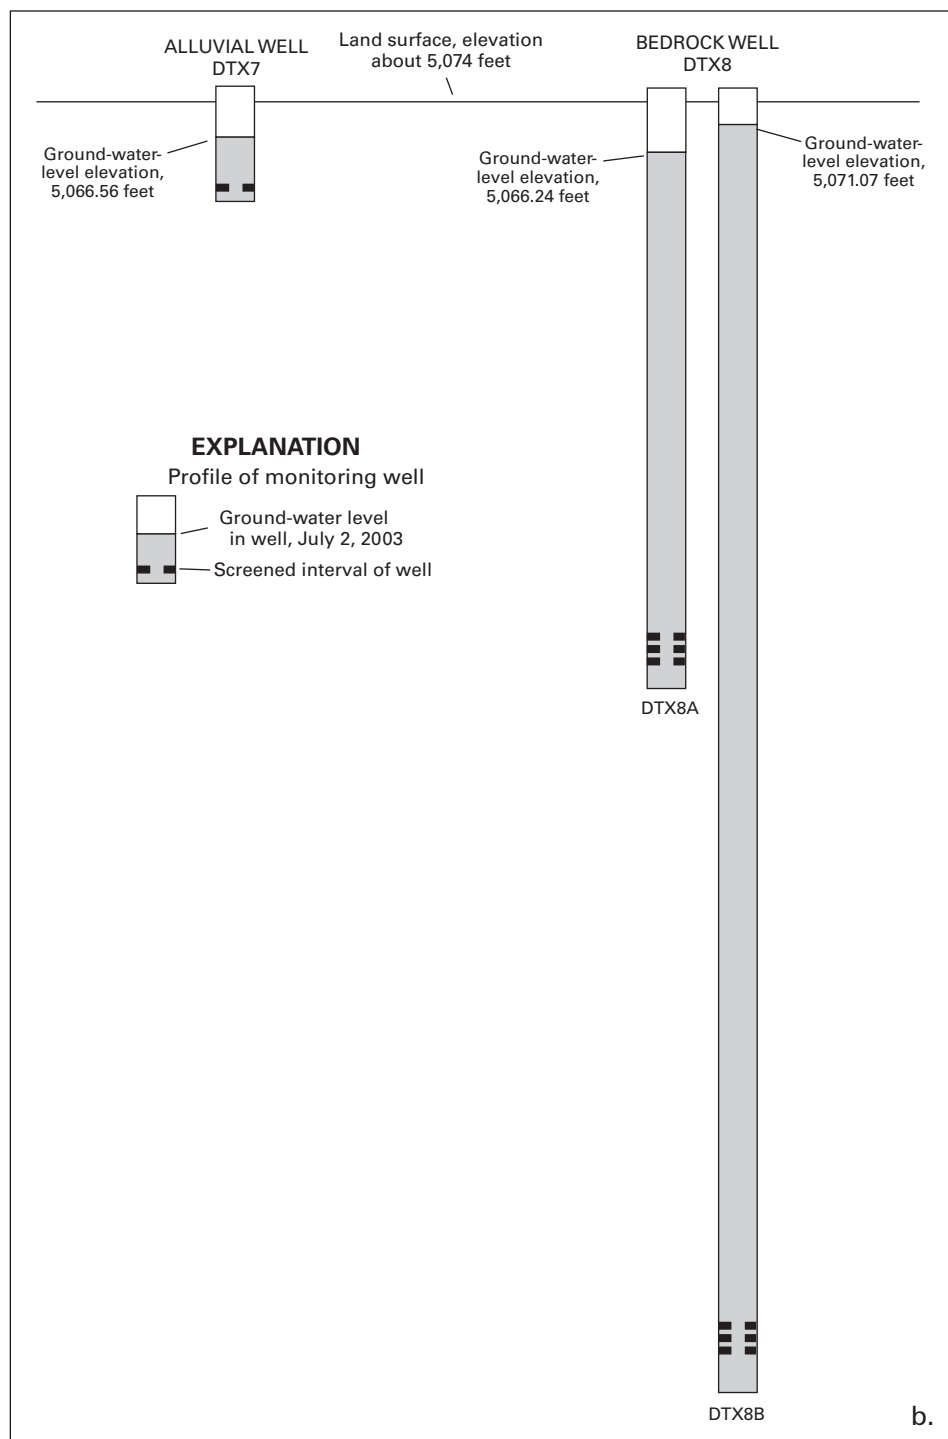 ALLUVIAL WELL
DTX7
Land surface, elevation
about 5,074 feet
BEDROCK WELL
DTX8
Ground-water-
level elevation,
5,066.56 feet
Ground-water-
level elevation,
5,066.24 feet
Ground-water-
level elevation,
5,071.07 feet
EXPLANATION
Profile of monitoring well
Ground-water level
in well, July 2, 2003
Screened interval of well
DTX8A
DTX8B
b.